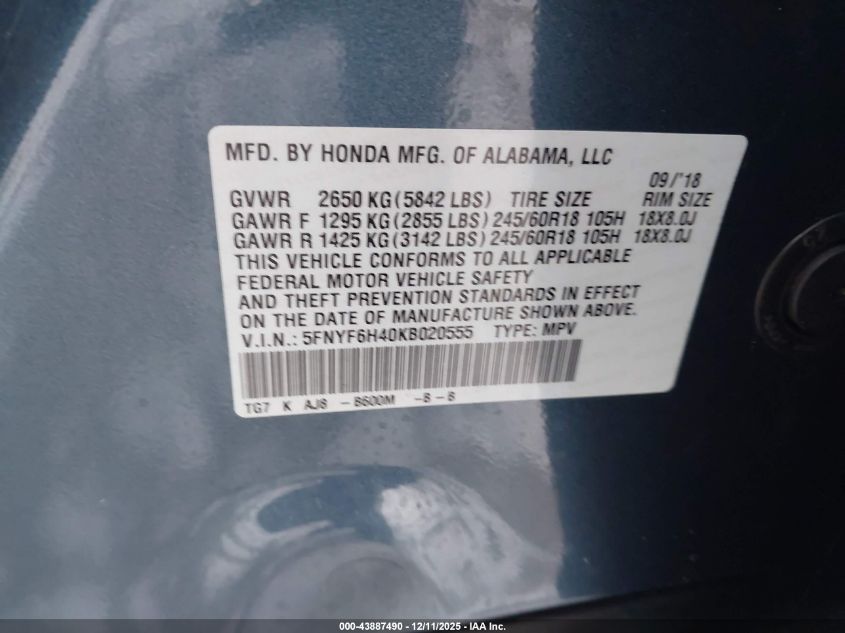 MFD. BY HONDA MFG. OF ALABAMA, LLC
09/'18
GVWR 2650 KG(5842 LBS) TIRE SIZE RIM SIZE
GAWR F 1295 KG(2855 LBS) 245/60R18 105H 18X8.0J
GAWR R 1425 KG(3142 LBS) 245/60R18 105H 18X8.0J
THIS VEHICLE CONFORMS TO ALL APPLICABLE
FEDERAL MOTOR VEHICLE SAFETY
AND THEFT PREVENTION STANDARDS IN EFFECT
ON THE DATE OF MANUFACTURE SHOWN ABOVE.
V.I.N.: 5FNYF6H40KB020555 TYPE: MPV
TG7 K AJ8 -B600M -B-B
000-43887490 - 12/11/2025 - IAA Inc.